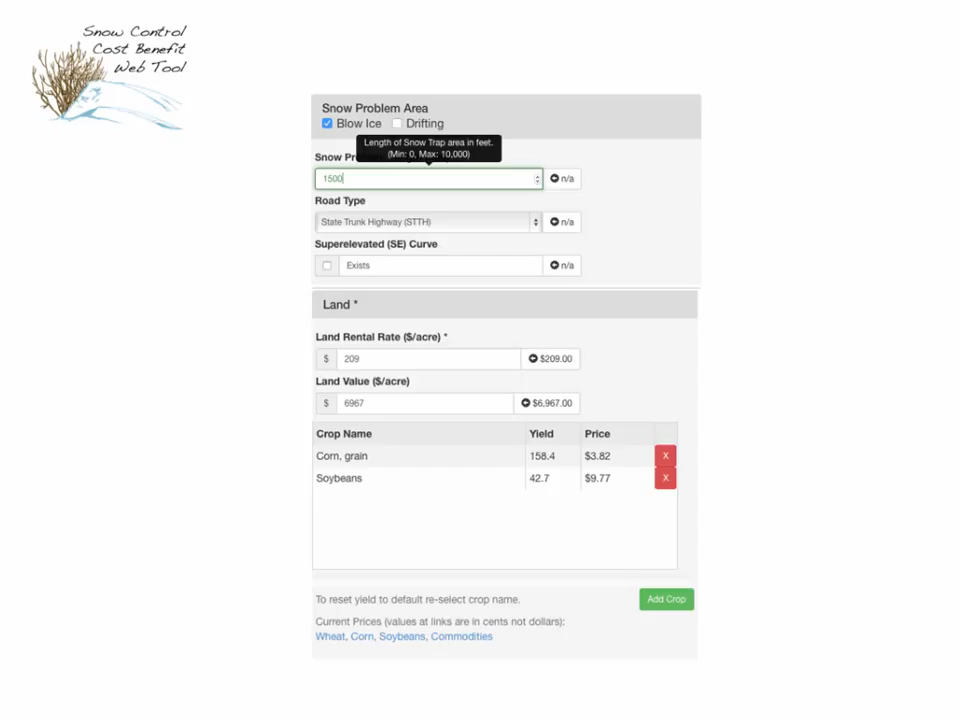 Snow Control
Cost Benefit
Web Tool
Snow Problem Area
Blow Ice Drifting
Length of Snow Trap area in feet.
(Min: 0, Max: 10,000)
Snow
1500 n/a
Road Type
State Trunk Highway (STTH) n/a
Superelevated (SE) Curve
Exists n/a
Land *
Land Rental Rate ($/acre) *
$ 209 $209.00
Land Value ($/acre)
$ 6967 $6,967.00
Crop Name Yield Price
Corn, grain 158.4 $3.82 X
Soybeans 42.7 $9.77 X
To reset yield to default re-select crop name. Add Crop
Current Prices (values at links are in cents not dollars):
Wheat, Corn, Soybeans, Commodities